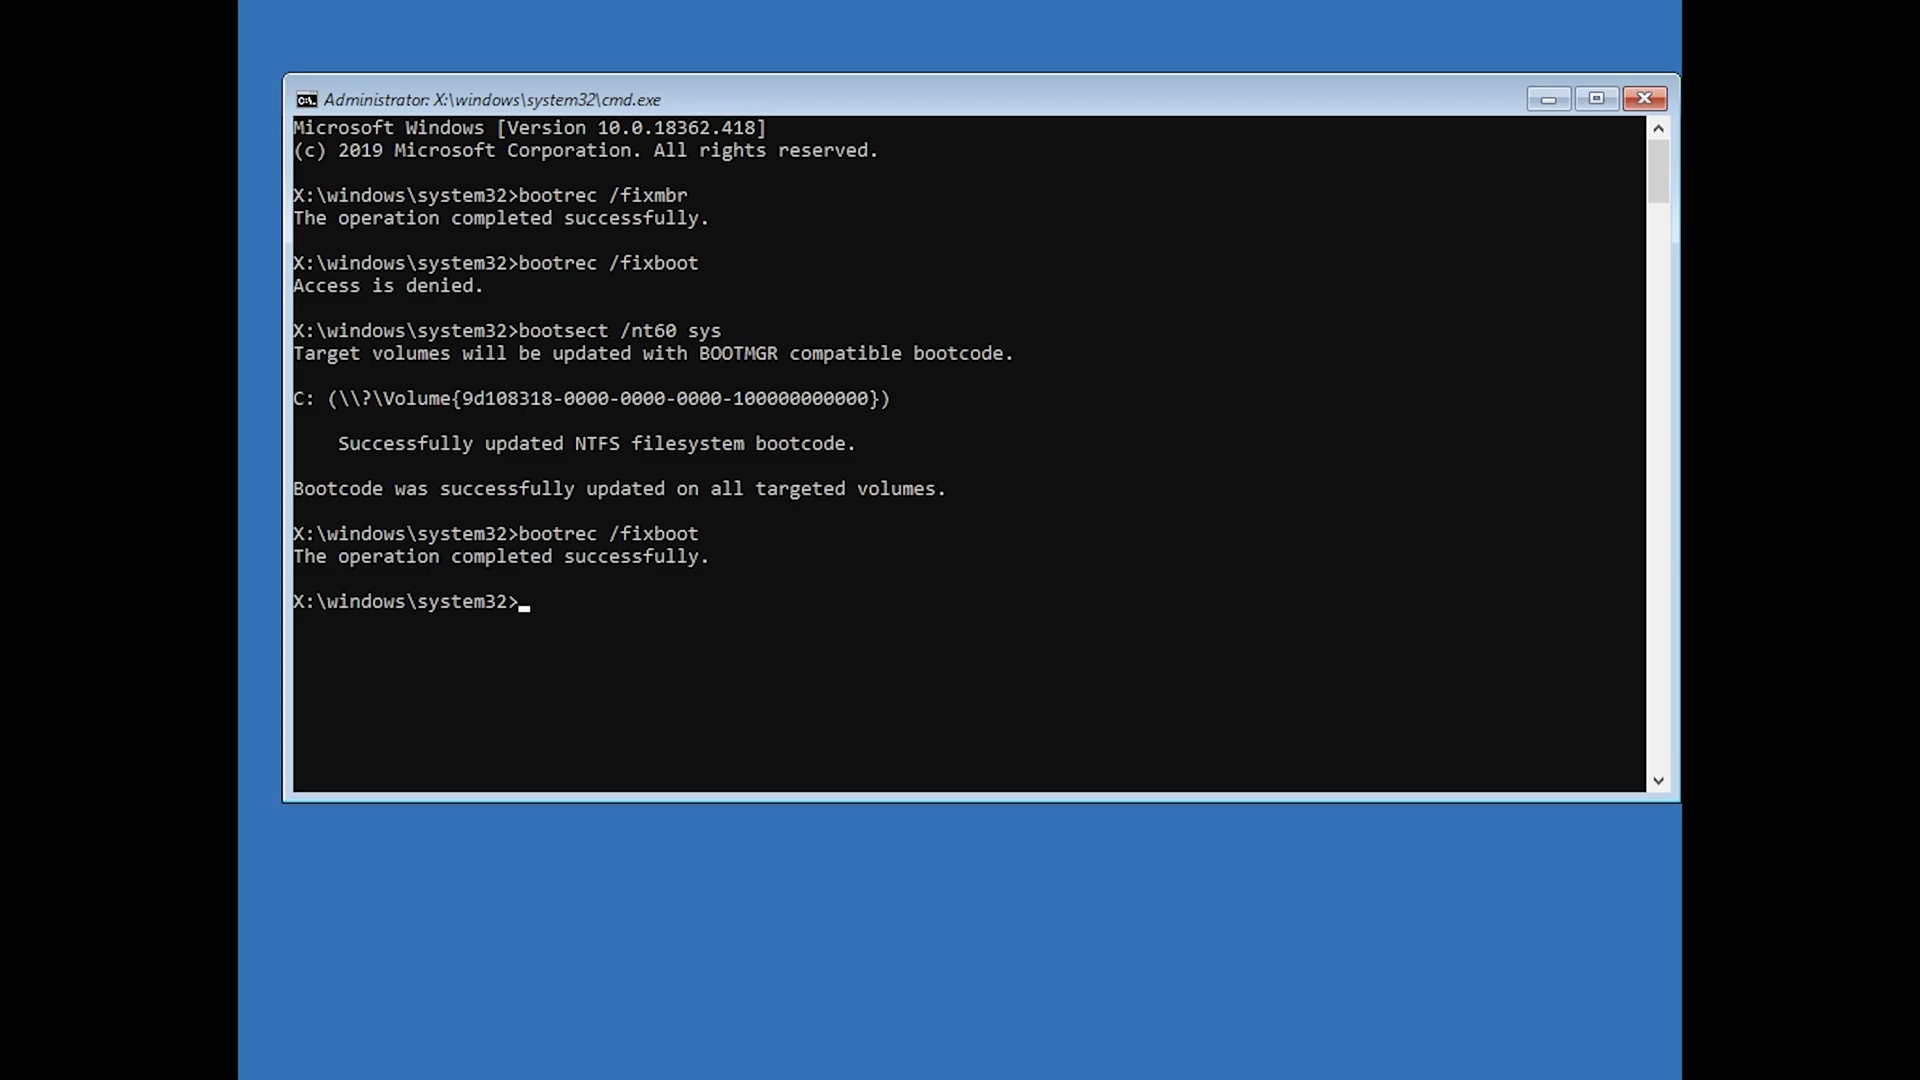 Administrator: X:\windows\system32\cmd.exe
Microsoft Windows [Version 10.0.18362.418]
(c) 2019 Microsoft Corporation. All rights reserved.
X:\windows\system32>bootrec /fixmbr
The operation completed successfully.
X:\windows\system32>bootrec /fixboot
Access is denied.
X:\windows\system32>bootsect /nt60 sys
Target volumes will be updated with BOOTMGR compatible bootcode.
C: (\\?\Volume{9d108318-0000-0000-0000-100000000000})
Successfully updated NTFS filesystem bootcode.
Bootcode was successfully updated on all targeted volumes.
X:\windows\system32>bootrec /fixboot
The operation completed successfully.
X:\windows\system32>